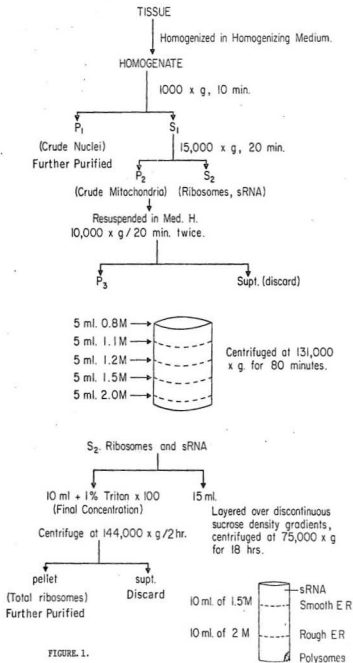 TISSUE
Homogenized in Homogenizing Medium.
HOMOGENATE
1000 x g, 10 min.
P₁ S₁
(Crude Nuclei)
Further Purified
15,000 x g, 20 min.
P₂ S₂
(Crude Mitochondria) (Ribosomes, sRNA)
Resuspended in Med. H.
10,000 x g/20 min. twice.
P₃ Supt. (discard)
5 ml. 0.8M
5 ml. 1.1M
5 ml. 1.2M
5 ml. 1.5M
5 ml. 2.0M
Centrifuged at 131,000
x g. for 80 minutes.
S₂. Ribosomes and sRNA
10 ml + 1% Triton x 100
(Final Concentration)
15 ml.
Centrifuge at 144,000 x g/2 hr.
Layered over discontinuous
sucrose density gradients,
centrifuged at 75,000 x g
for 18 hrs.
pellet
(Total ribosomes)
Further Purified
supt.
Discard
10 ml. of 1.5M
10 ml. of 2 M
sRNA
Smooth E R
Rough E R
Polysomes
FIGURE. 1.